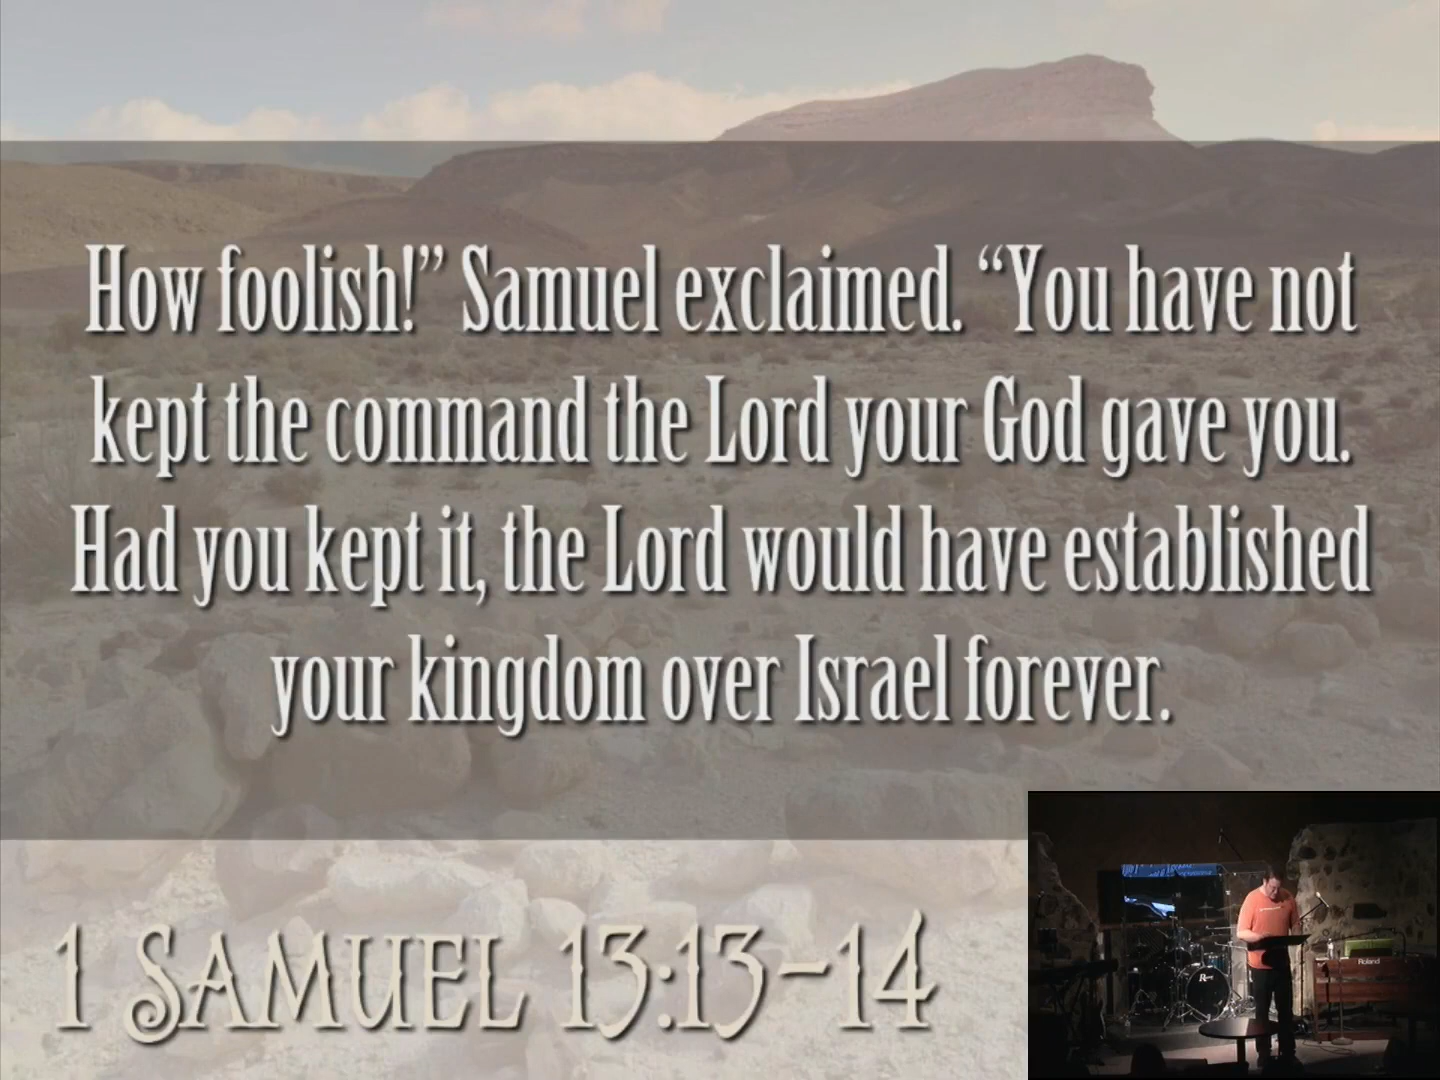 How foolish!” Samuel exclaimed. “You have not
kept the command the Lord your God gave you.
Had you kept it, the Lord would have established
your kingdom over Israel forever.
1 SAMUEL 13:13-14
Roland